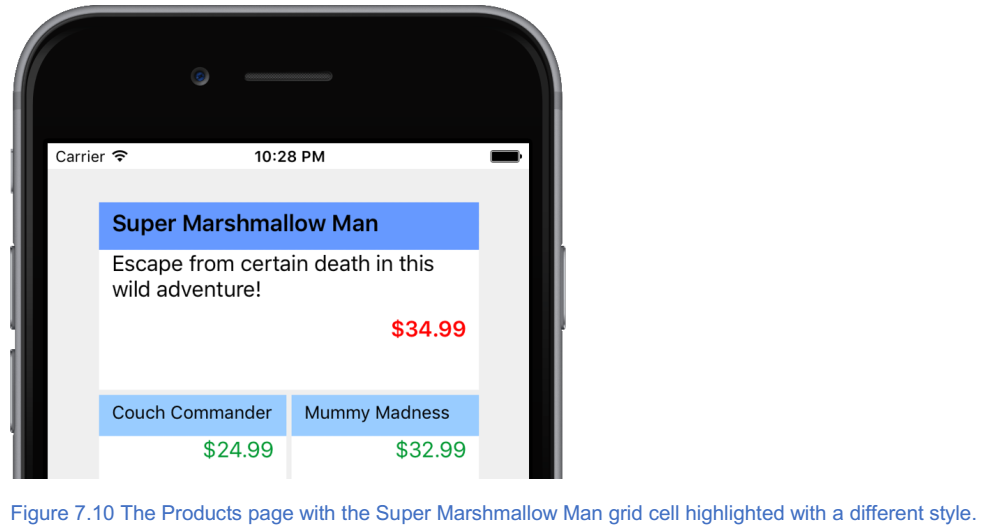 Carrier 10:28 PM
Super Marshmallow Man
Escape from certain death in this
wild adventure!
$34.99
Couch Commander Mummy Madness
$24.99 $32.99
Figure 7.10 The Products page with the Super Marshmallow Man grid cell highlighted with a different style.